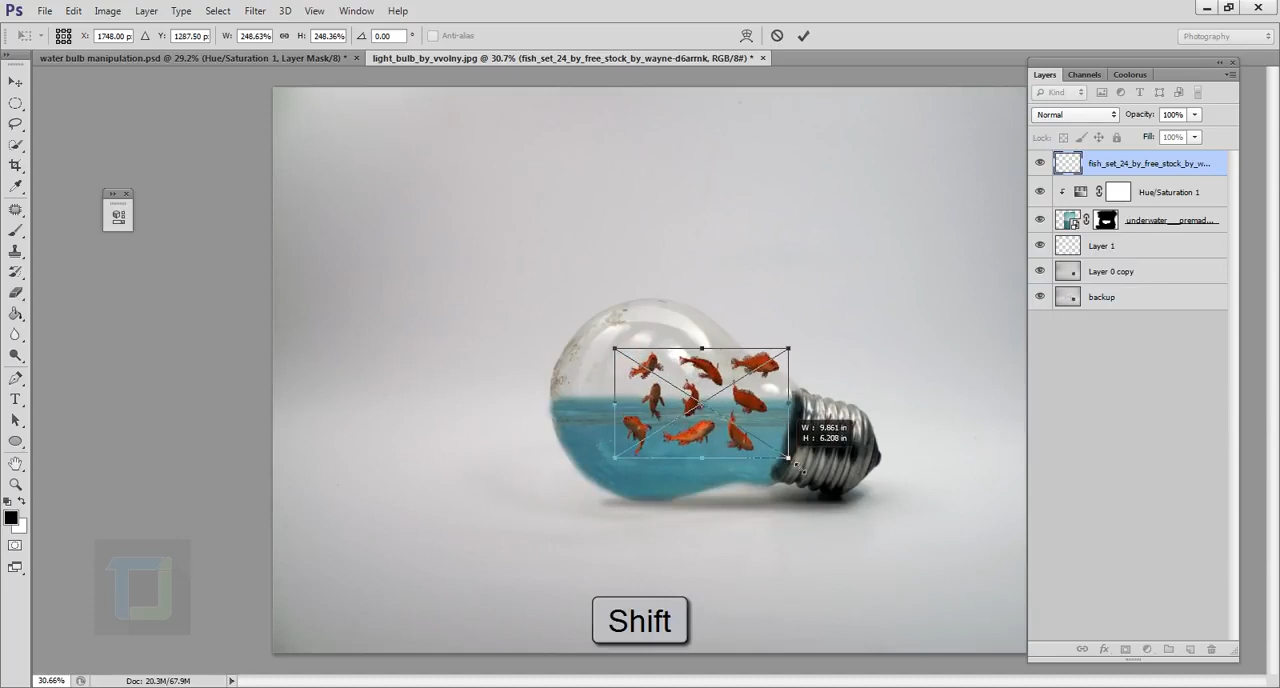 Ps File Edit Image Layer Type Select Filter 3D View Window Help
X: 1748.00 p: Y: 1287.50 p: W: 248.63% H: 248.36% 0.00 ° Anti-alias Photography
water bulb manipulation.psd @ 29.2% (Hue/Saturation 1, Layer Mask/8) * × light_bulb_by_vvolny.jpg @ 30.7% (fish_set_24_by_free_stock_by_wayne-d6arrnk, RGB/8#) * ×
Layers Channels Coolorus
Kind
Normal Opacity: 100%
Lock: Fill: 100%
fish_set_24_by_free_stock_by_w...
Hue/Saturation 1
underwater___premad...
Layer 1
Layer 0 copy
backup
W : 9.861 in
H : 6.208 in
Shift
30.66% Doc: 20.3M/67.9M